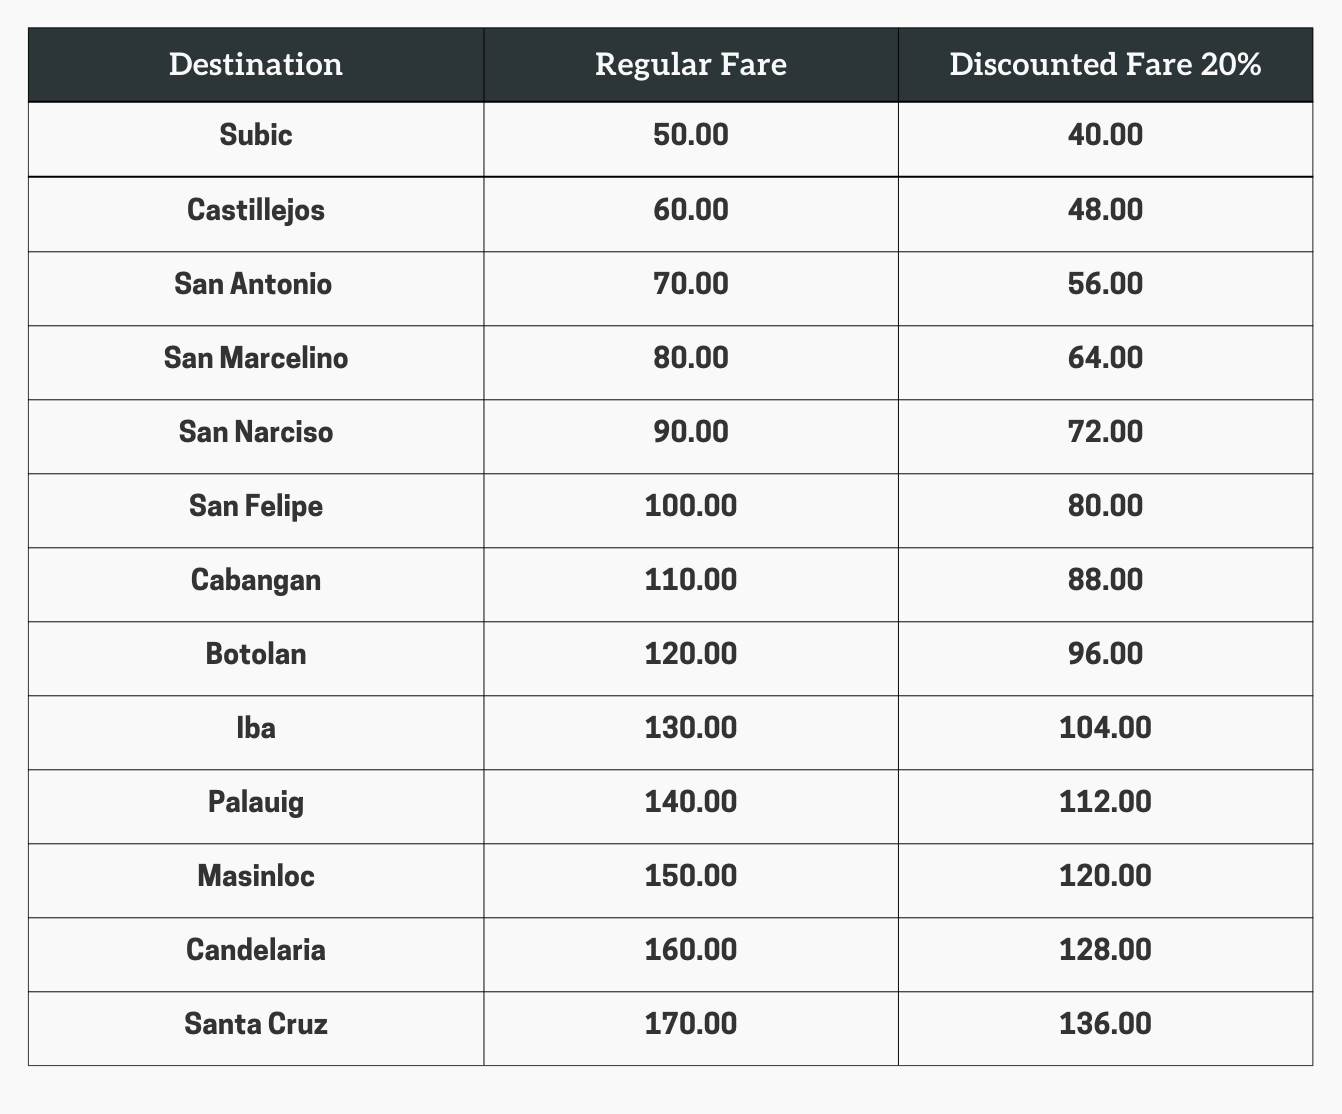 Destination Regular Fare Discounted Fare 20%
Subic 50.00 40.00
Castillejos 60.00 48.00
San Antonio 70.00 56.00
San Marcelino 80.00 64.00
San Narciso 90.00 72.00
San Felipe 100.00 80.00
Cabangan 110.00 88.00
Botolan 120.00 96.00
Iba 130.00 104.00
Palauig 140.00 112.00
Masinloc 150.00 120.00
Candelaria 160.00 128.00
Santa Cruz 170.00 136.00